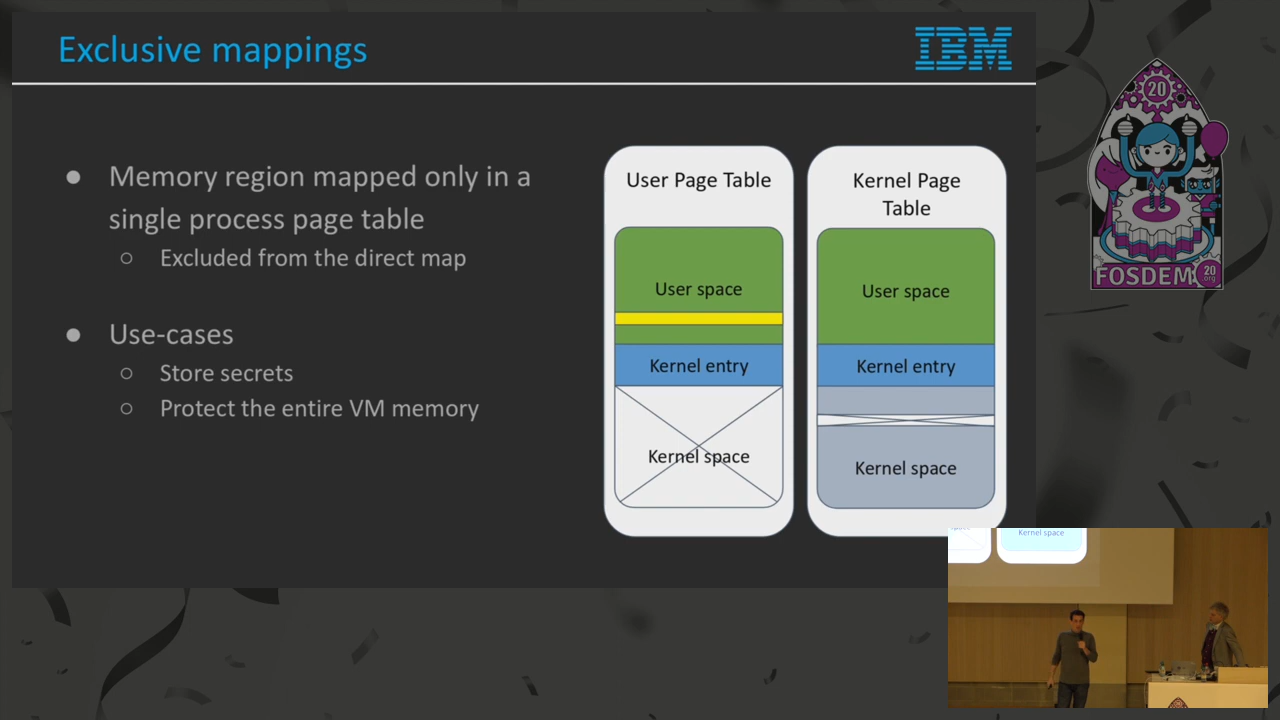 Exclusive mappings
IBM
● Memory region mapped only in a
single process page table
○ Excluded from the direct map
● Use-cases
○ Store secrets
○ Protect the entire VM memory
User Page Table
User space
Kernel entry
Kernel space
Kernel Page
Table
User space
Kernel entry
Kernel space
20
FOSDEM
20
.org
Kernel space